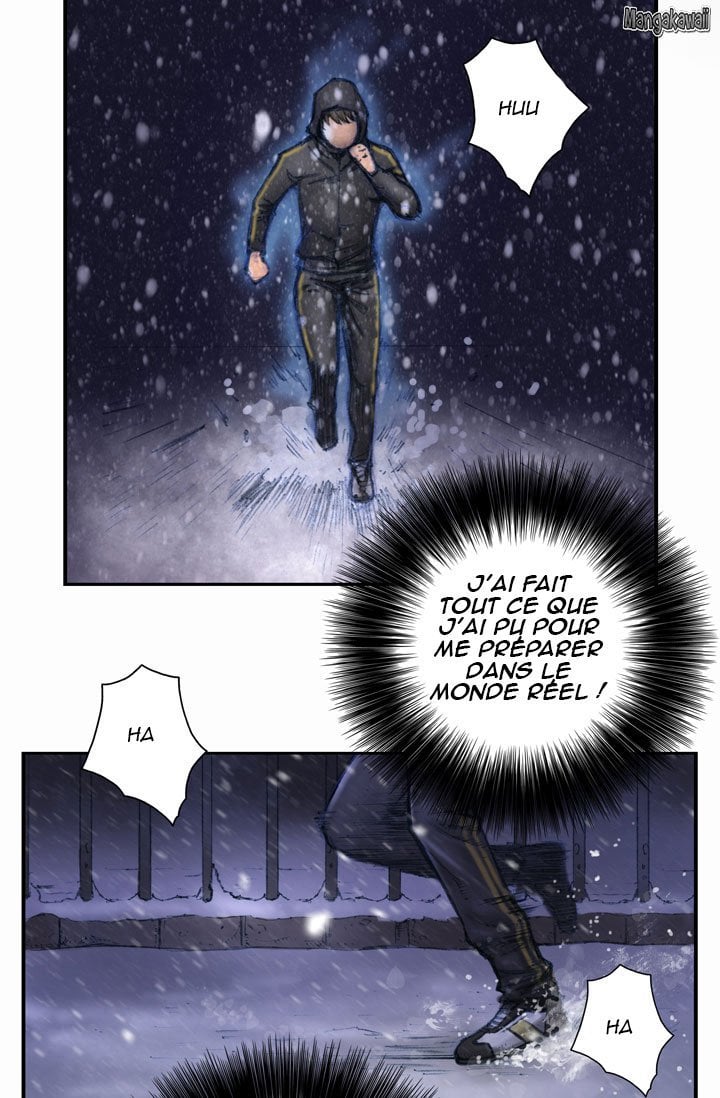 Mangakawaii
HUU
J'AI FAIT
TOUT CE QUE
J'AI PU POUR
ME PRÉPARER
DANS LE
MONDE RÉEL !
HA
HA